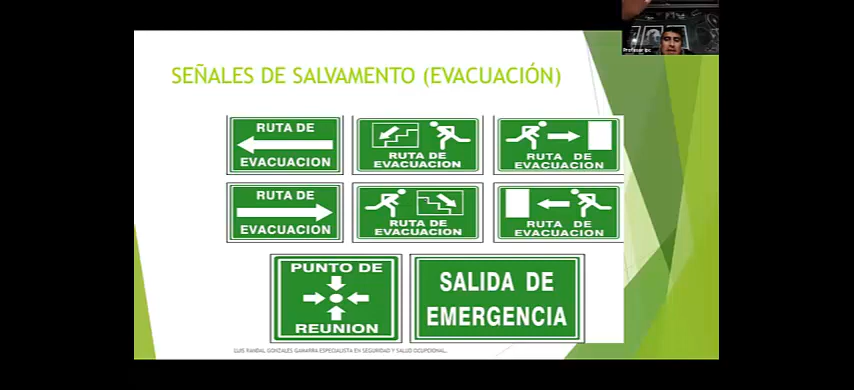 SEÑALES DE SALVAMENTO (EVACUACIÓN)
RUTA DE
EVACUACION
RUTA DE
EVACUACION
RUTA DE
EVACUACION
RUTA DE
EVACUACION
RUTA DE
EVACUACION
RUTA DE
EVACUACION
PUNTO DE
REUNION
SALIDA DE
EMERGENCIA
LUIS RANDAL GONZALES GAMARRA ESPECIALISTA EN SEGURIDAD Y SALUD OCUPACIONAL.